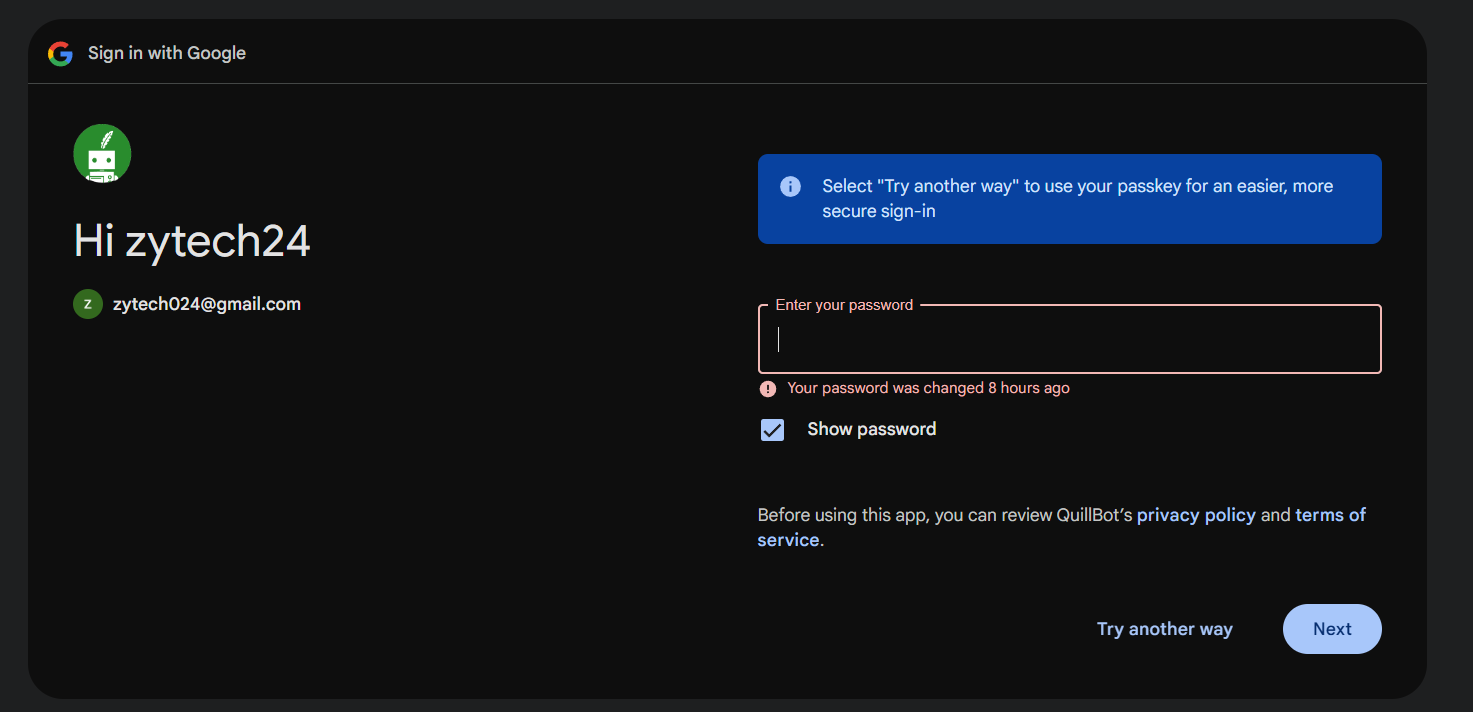 Sign in with Google
Hi zytech24
Z zytech024@gmail.com
Select "Try another way" to use your passkey for an easier, more
secure sign-in
Enter your password
Your password was changed 8 hours ago
Show password
Before using this app, you can review QuillBot’s privacy policy and terms of
service.
Try another way
Next